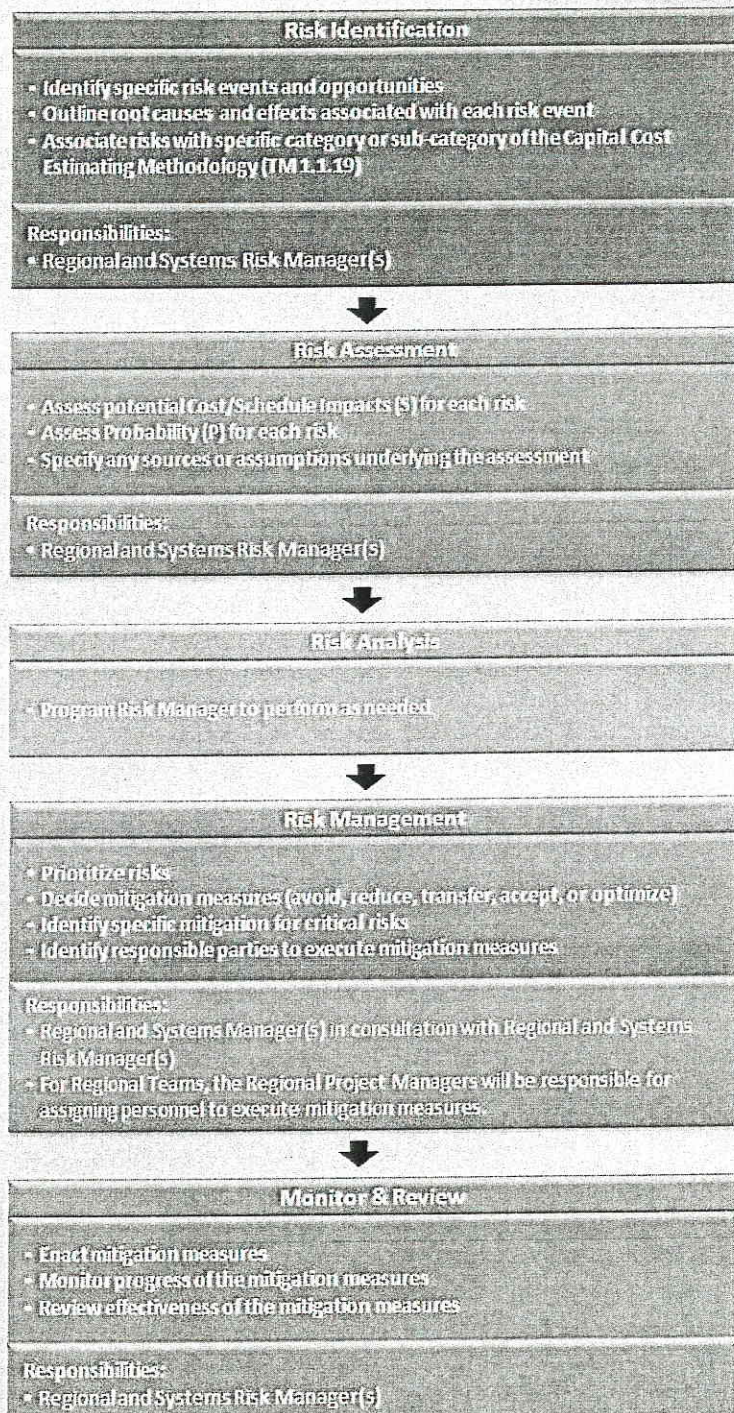 Risk Identification
• Identify specific risk events and opportunities
• Outline root causes and effects associated with each risk event
• Associate risks with specific category or sub-category of the Capital Cost
Estimating Methodology (TM 1.1.19)
Responsibilities:
• Regional and Systems Risk Manager(s)
Risk Assessment
• Assess potential Cost/Schedule Impacts (S) for each risk
• Assess Probability (P) for each risk
• Specify any sources or assumptions underlying the assessment
Responsibilities:
• Regional and Systems Risk Manager(s)
Risk Analysis
• Program Risk Manager to perform as needed
Risk Management
• Prioritize risks
• Decide mitigation measures (avoid, reduce, transfer, accept, or optimize)
• Identify specific mitigation for critical risks
• Identify responsible parties to execute mitigation measures
Responsibilities:
• Regional and Systems Manager(s) in consultation with Regional and Systems
Risk Manager(s)
• For Regional Teams, the Regional Project Managers will be responsible for
assigning personnel to execute mitigation measures.
Monitor & Review
• Enact mitigation measures
• Monitor progress of the mitigation measures
• Review effectiveness of the mitigation measures
Responsibilities:
• Regional and Systems Risk Manager(s)